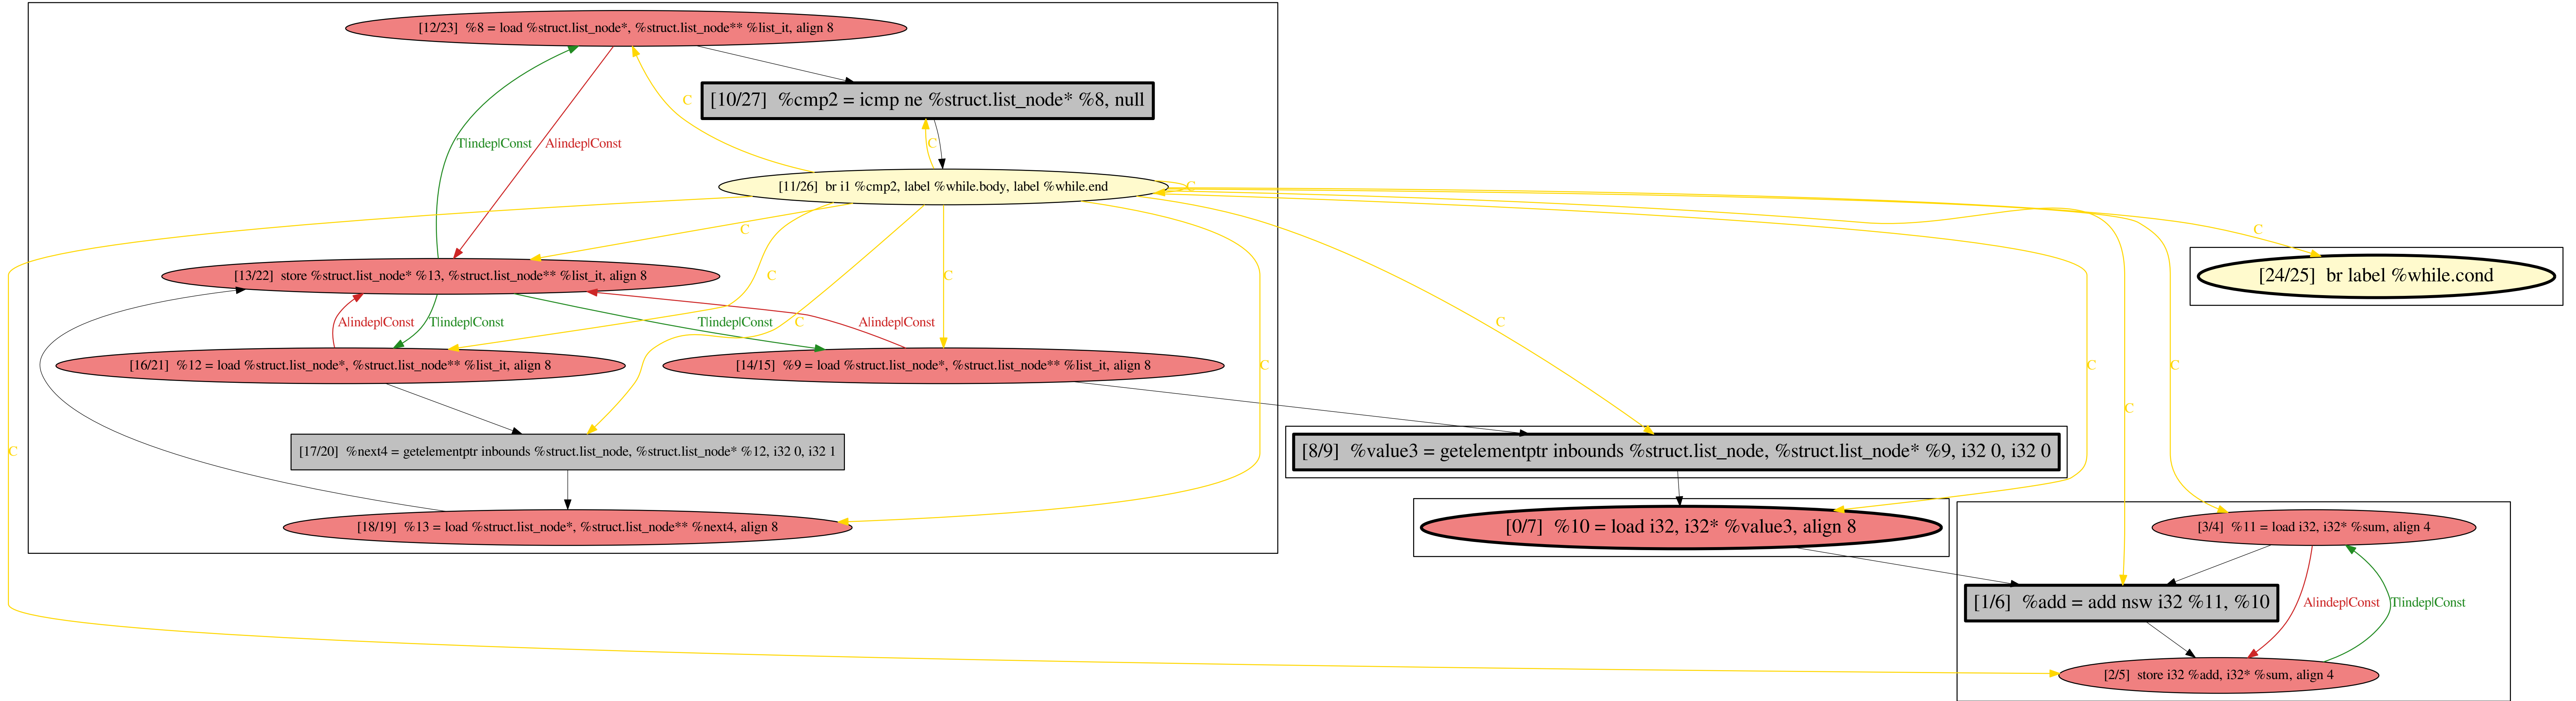 [12/23]  %8 = load %struct.list_node*, %struct.list_node** %list_it, align 8
C
[10/27]  %cmp2 = icmp ne %struct.list_node* %8, null
T|indep|Const
A|indep|Const
C
[11/26]  br i1 %cmp2, label %while.body, label %while.end
C
C
C
[13/22]  store %struct.list_node* %13, %struct.list_node** %list_it, align 8
C
C
[24/25]  br label %while.cond
A|indep|Const
T|indep|Const
T|indep|Const
C
A|indep|Const
C
[16/21]  %12 = load %struct.list_node*, %struct.list_node** %list_it, align 8
[14/15]  %9 = load %struct.list_node*, %struct.list_node** %list_it, align 8
C
C
C
C
C
[17/20]  %next4 = getelementptr inbounds %struct.list_node, %struct.list_node* %12, i32 0, i32 1
[8/9]  %value3 = getelementptr inbounds %struct.list_node, %struct.list_node* %9, i32 0, i32 0
[18/19]  %13 = load %struct.list_node*, %struct.list_node** %next4, align 8
[0/7]  %10 = load i32, i32* %value3, align 8
[3/4]  %11 = load i32, i32* %sum, align 4
[1/6]  %add = add nsw i32 %11, %10
A|indep|Const
T|indep|Const
[2/5]  store i32 %add, i32* %sum, align 4